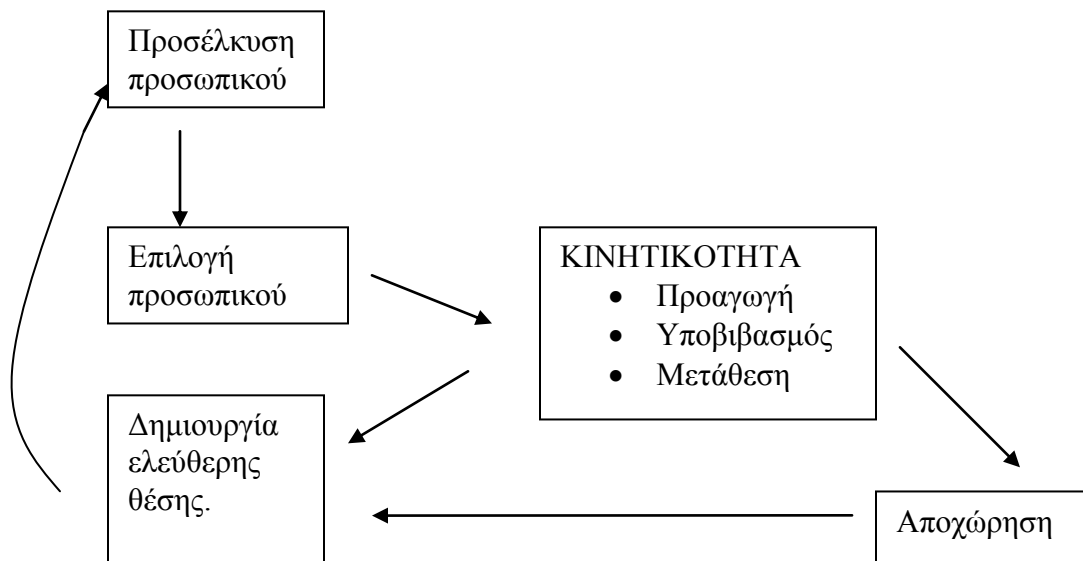 Προσέλκυση
προσωπικού
Επιλογή
προσωπικού
ΚΙΝΗΤΙΚΟΤΗΤΑ
• Προαγωγή
• Υποβιβασμός
• Μετάθεση
Δημιουργία
ελεύθερης
θέσης.
Αποχώρηση